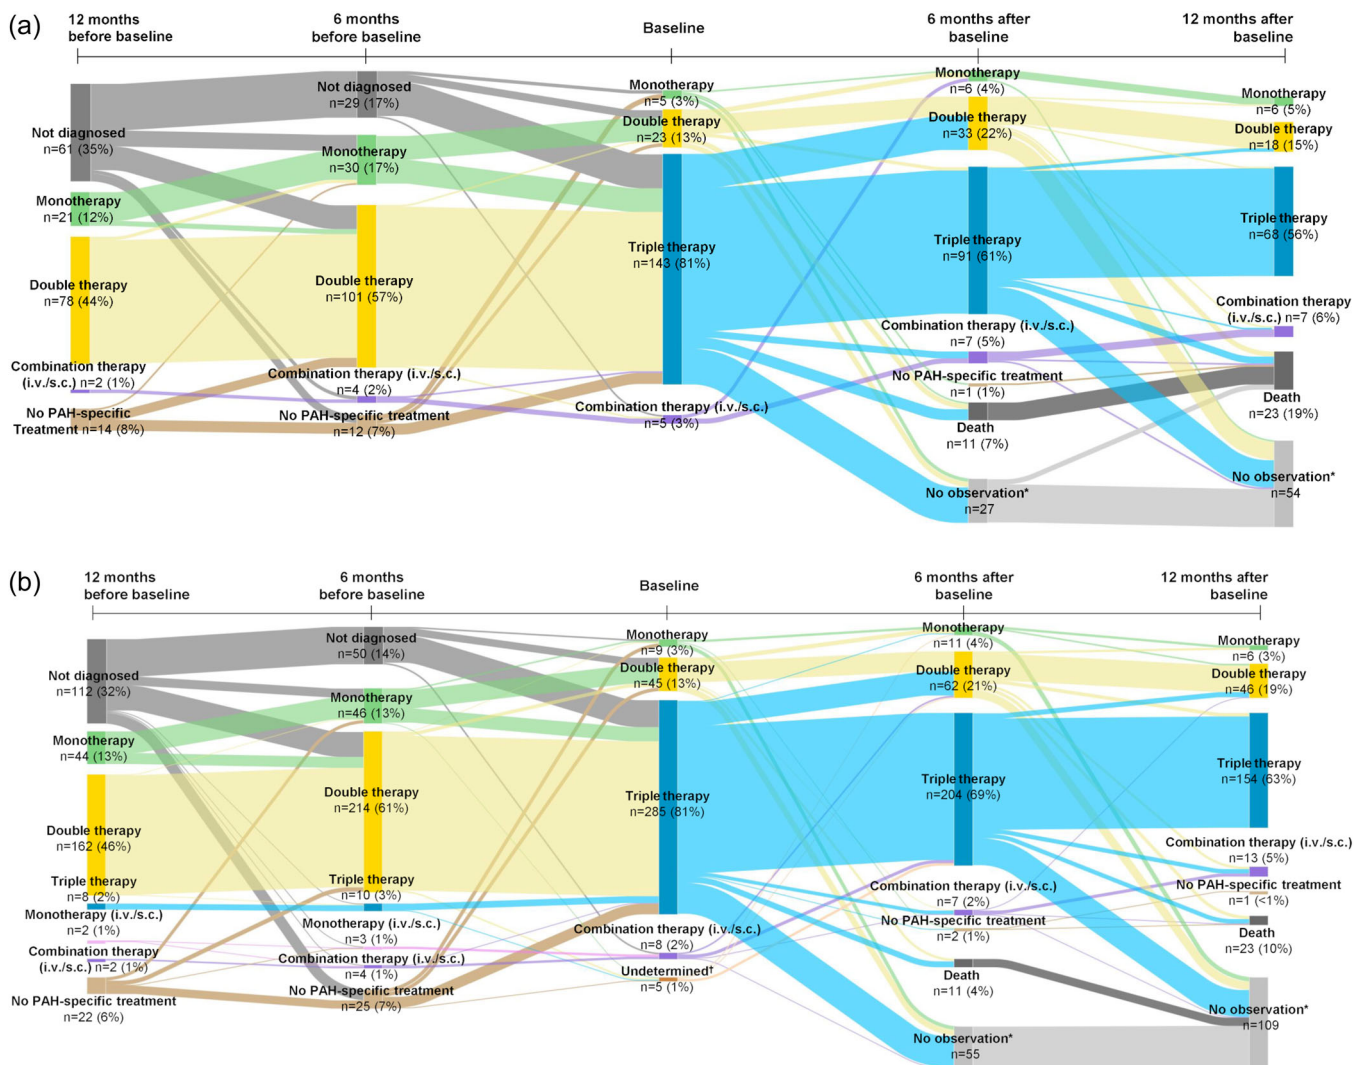 (a)
12 months
before baseline
6 months
before baseline
Baseline
6 months after
baseline
12 months after
baseline
Not diagnosed
n=61 (35%)
Monotherapy
n=21 (12%)
Double therapy
n=78 (44%)
Combination therapy
(i.v./s.c.) n=2 (1%)
No PAH-specific
Treatment n=14 (8%)
Not diagnosed
n=29 (17%)
Monotherapy
n=30 (17%)
Double therapy
n=101 (57%)
Combination therapy (i.v./s.c.)
n=4 (2%)
No PAH-specific treatment
n=12 (7%)
Monotherapy
n=5 (3%)
Double therapy
n=23 (13%)
Triple therapy
n=143 (81%)
Combination therapy (i.v./s.c.)
n=5 (3%)
Monotherapy
n=6 (4%)
Double therapy
n=33 (22%)
Triple therapy
n=91 (61%)
Combination therapy (i.v./s.c.)
n=7 (5%)
No PAH-specific treatment
n=1 (1%)
Death
n=11 (7%)
No observation*
n=27
Monotherapy
n=6 (5%)
Double therapy
n=18 (15%)
Triple therapy
n=68 (56%)
Combination therapy
(i.v./s.c.) n=7 (6%)
Death
n=23 (19%)
No observation*
n=54
(b)
12 months
before baseline
6 months
before baseline
Baseline
6 months after
baseline
12 months after
baseline
Not diagnosed
n=112 (32%)
Monotherapy
n=44 (13%)
Double therapy
n=162 (46%)
Triple therapy
n=8 (2%)
Monotherapy (i.v./s.c.)
n=2 (1%)
Combination therapy
(i.v./s.c.) n=2 (1%)
No PAH-specific treatment
n=22 (6%)
Not diagnosed
n=50 (14%)
Monotherapy
n=46 (13%)
Double therapy
n=214 (61%)
Triple therapy
n=10 (3%)
Monotherapy (i.v./s.c.)
n=3 (1%)
Combination therapy (i.v./s.c.)
n=4 (1%)
No PAH-specific treatment
n=25 (7%)
Monotherapy
n=9 (3%)
Double therapy
n=45 (13%)
Triple therapy
n=285 (81%)
Combination therapy (i.v./s.c.)
n=8 (2%)
Undetermined†
n=5 (1%)
Monotherapy
n=11 (4%)
Double therapy
n=62 (21%)
Triple therapy
n=204 (69%)
Combination therapy (i.v./s.c.)
n=7 (2%)
No PAH-specific treatment
n=2 (1%)
Death
n=11 (4%)
No observation*
n=55
Monotherapy
n=6 (3%)
Double therapy
n=46 (19%)
Triple therapy
n=154 (63%)
Combination therapy (i.v./s.c.)
n=13 (5%)
No PAH-specific treatment
n=1 (<1%)
Death
n=23 (10%)
No observation*
n=109